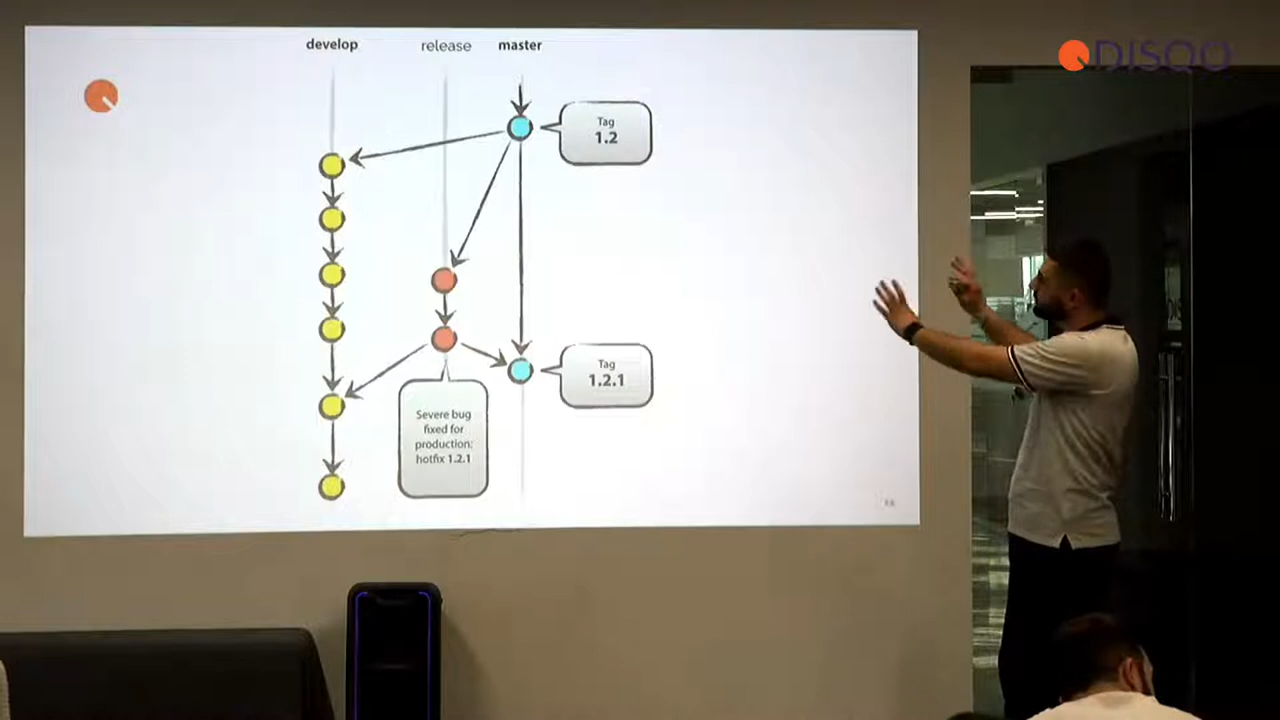 DISQO
develop
release
master
Tag
1.2
Tag
1.2.1
Severe bug
fixed for
production:
hotfix 1.2.1